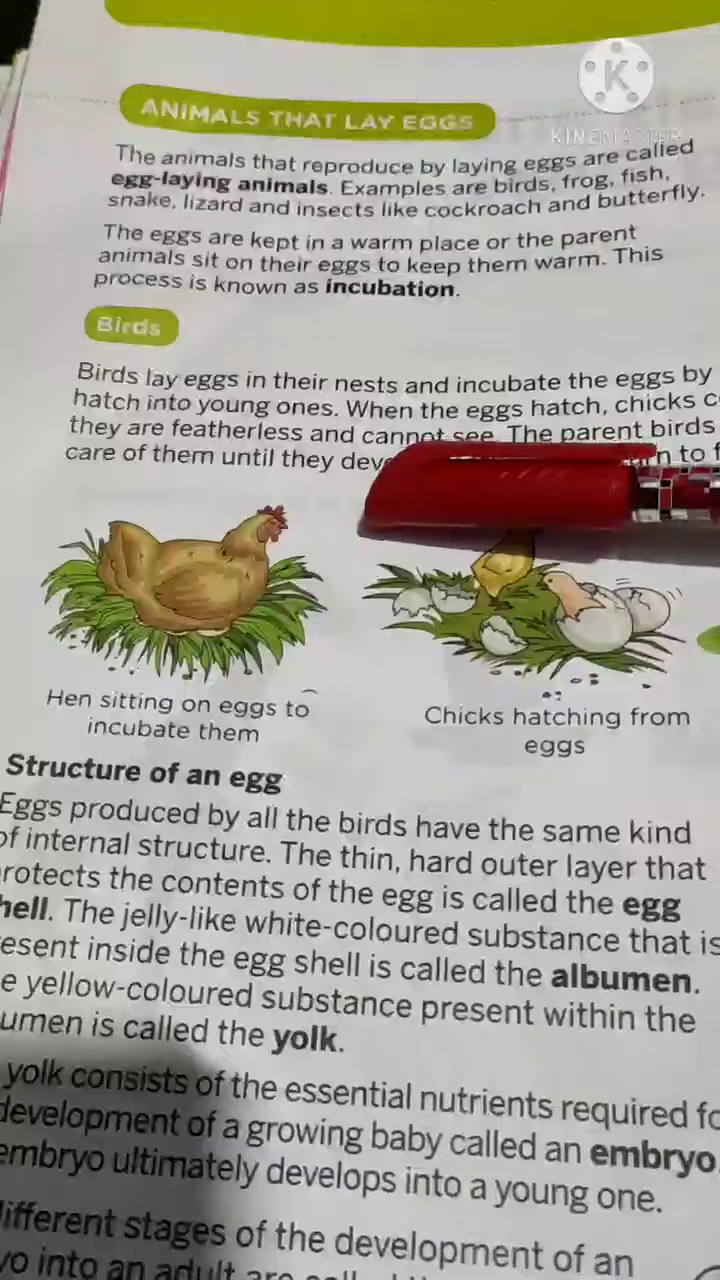 K
KINEMASTER
ANIMALS THAT LAY EGGS
The animals that reproduce by laying eggs are called
egg-laying animals. Examples are birds, frog, fish,
snake, lizard and insects like cockroach and butterfly.
The eggs are kept in a warm place or the parent
animals sit on their eggs to keep them warm. This
process is known as incubation.
Birds
Birds lay eggs in their nests and incubate the eggs by
hatch into young ones. When the eggs hatch, chicks
they are featherless and cannot see. The parent birds
care of them until they to
Hen sitting on eggs to
incubate them
Chicks hatching from
eggs
Structure of an egg
Eggs produced by all the birds have the same kind
of internal structure. The thin, hard outer layer that
rotects the contents of the egg is called the egg
hell. The jelly-like white-coloured substance that is
esent inside the egg shell is called the albumen.
e yellow-coloured substance present within the
umen is called the yolk.
yolk consists of the essential nutrients required
development of a growing baby called an embryo.
embryo ultimately develops into a young one.
ifferent stages of the development of an
yo into an adult are